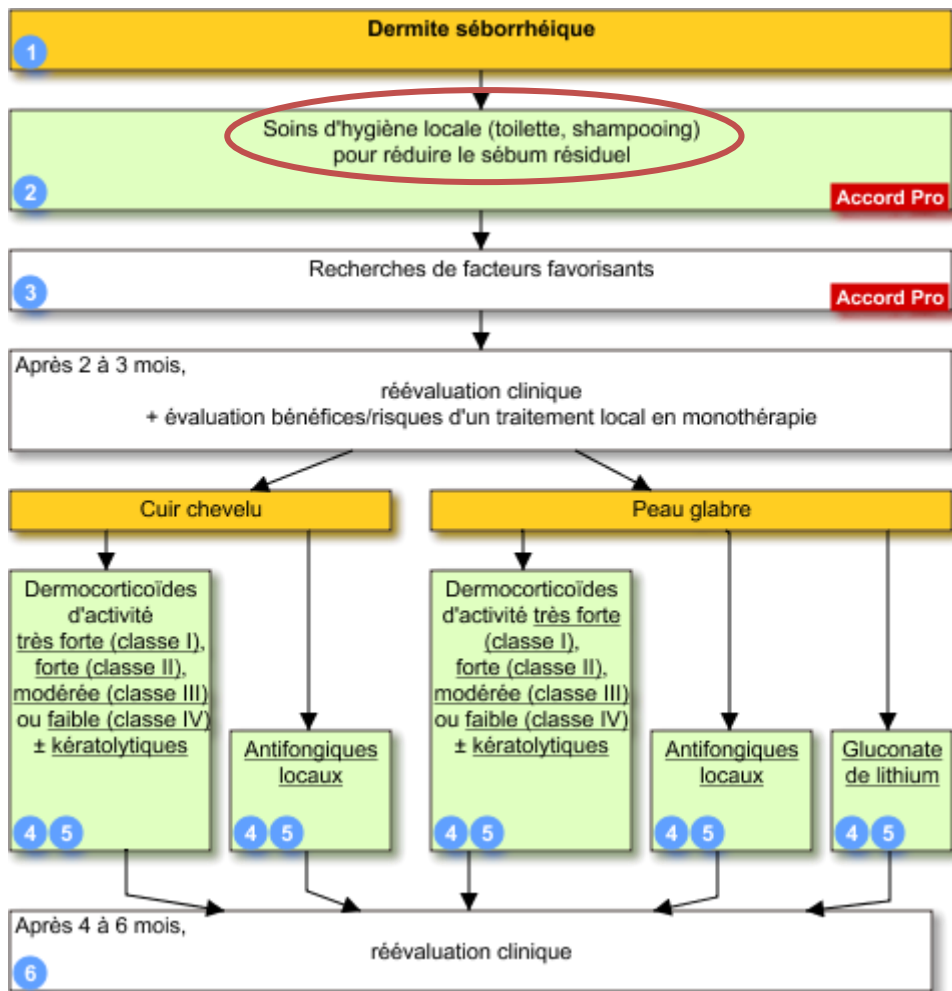 Dermite séborrhéique
1
Soins d'hygiène locale (toilette, shampooing)
pour réduire le sébum résiduel
2
Accord Pro
Recherches de facteurs favorisants
3
Accord Pro
Après 2 à 3 mois,
réévaluation clinique
+ évaluation bénéfices/risques d'un traitement local en monothérapie
Cuir chevelu
Dermocorticoïdes
d'activité
très forte (classe I),
forte (classe II),
modérée (classe III)
ou faible (classe IV)
± kératolytiques
4 5
Antifongiques
locaux
4 5
Peau glabre
Dermocorticoïdes
d'activité très forte
(classe I),
forte (classe II),
modérée (classe III)
ou faible (classe IV)
± kératolytiques
4 5
Antifongiques
locaux
4 5
Gluconate
de lithium
4 5
Après 4 à 6 mois,
réévaluation clinique
6